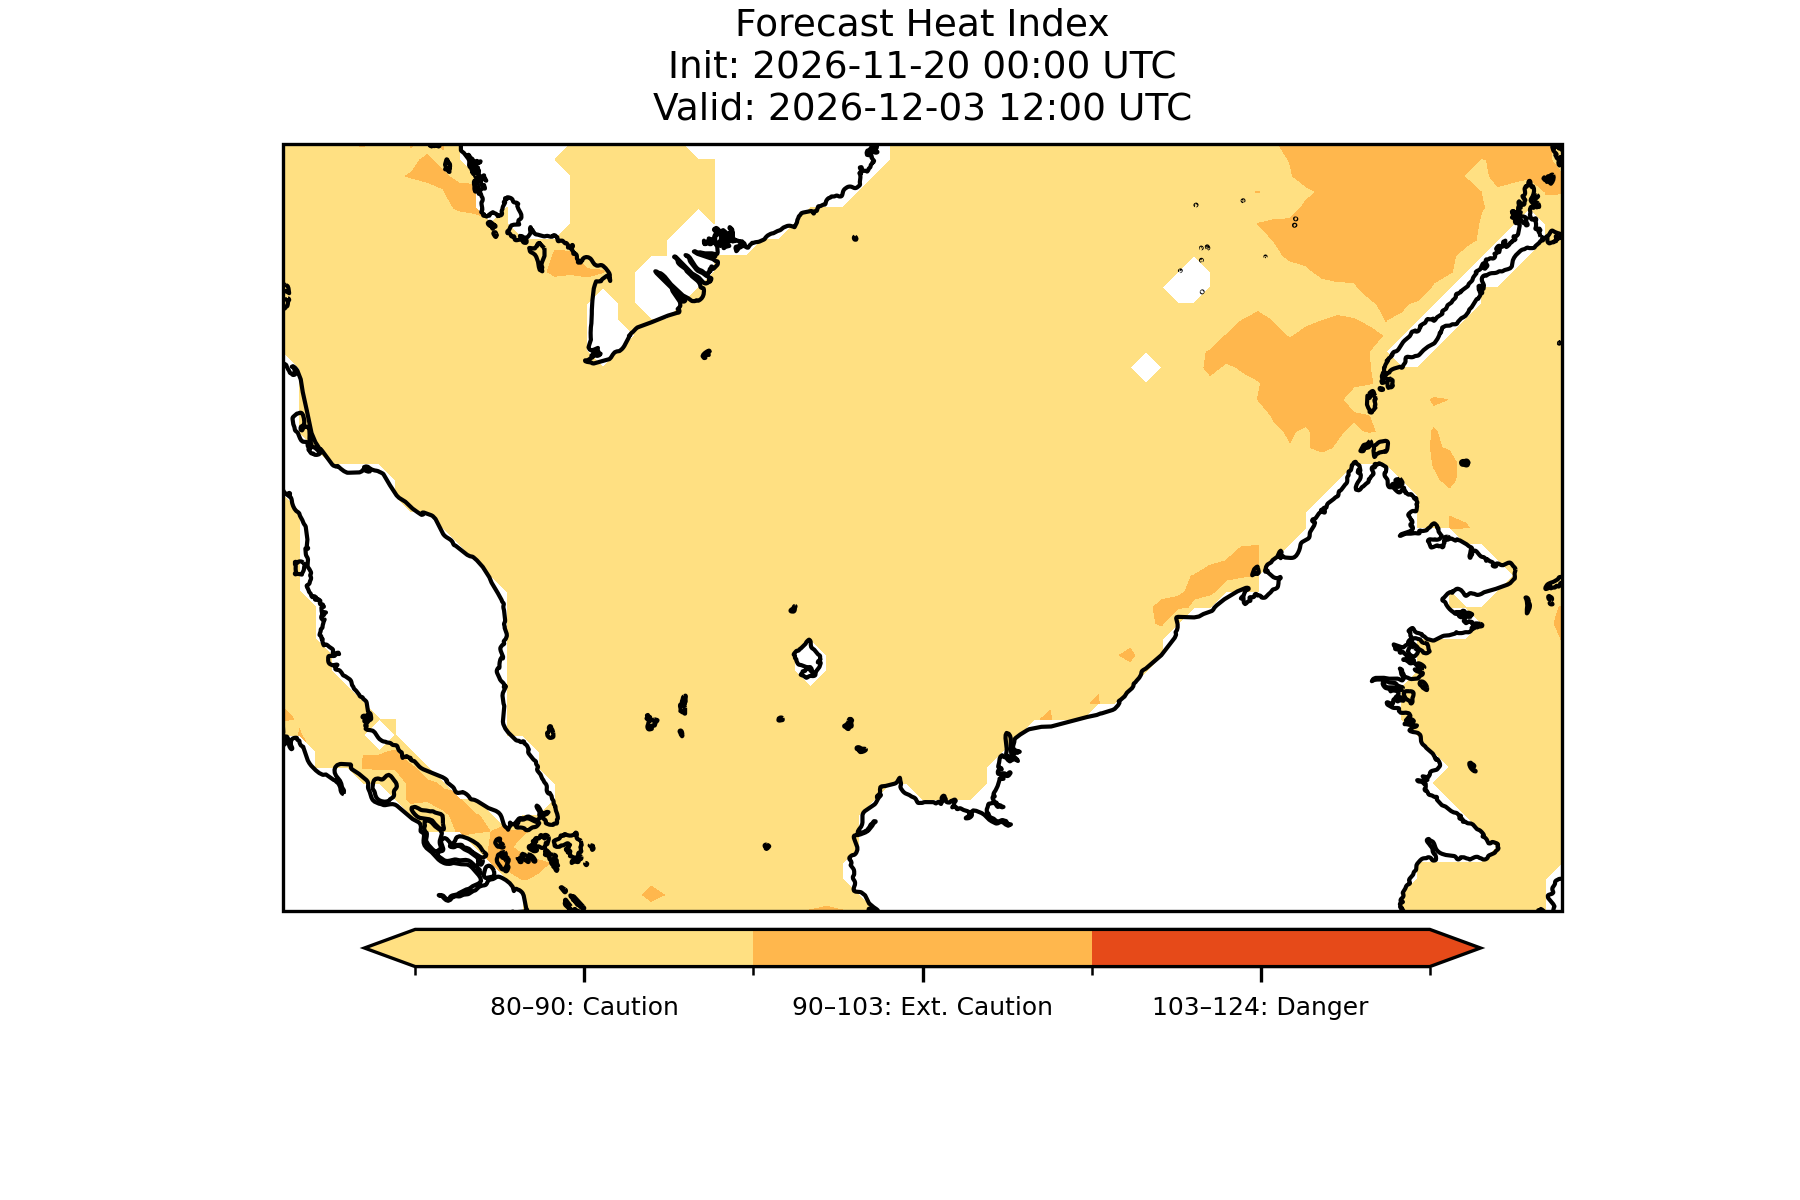 Forecast Heat Index
Init: 2026-11-20 00:00 UTC
Valid: 2026-12-03 12:00 UTC
80–90: Caution
90–103: Ext. Caution
103–124: Danger